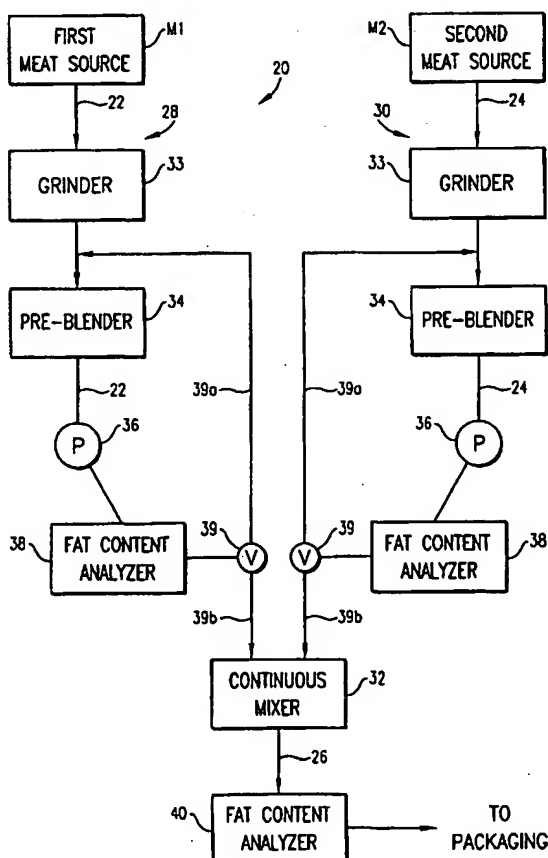 FIRST
MEAT SOURCE
M1
M2
SECOND
MEAT SOURCE
22
28
20
30
24
GRINDER
33
33
GRINDER
PRE-BLENDER
34
34
PRE-BLENDER
22
39a
39a
24
P
36
36
P
38
FAT CONTENT
ANALYZER
39
V
39
V
FAT CONTENT
ANALYZER
38
39b
39b
CONTINUOUS
MIXER
32
26
40
FAT CONTENT
ANALYZER
TO
PACKAGING